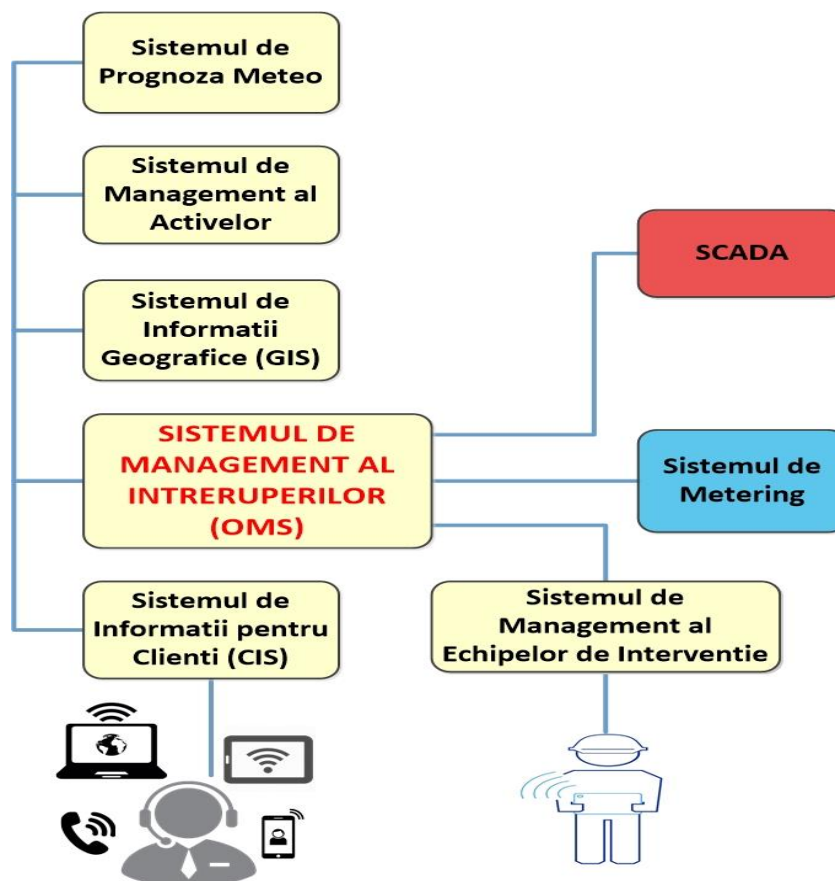 Sistemul de
Prognoza Meteo
Sistemul de
Management al
Activelor
SCADA
Sistemul de
Informatii
Geografice (GIS)
SISTEMUL DE
MANAGEMENT AL
INTRERUPERILOR
(OMS)
Sistemul de
Metering
Sistemul de
Informatii pentru
Clienti (CIS)
Sistemul de
Management al
Echipelor de Interventie